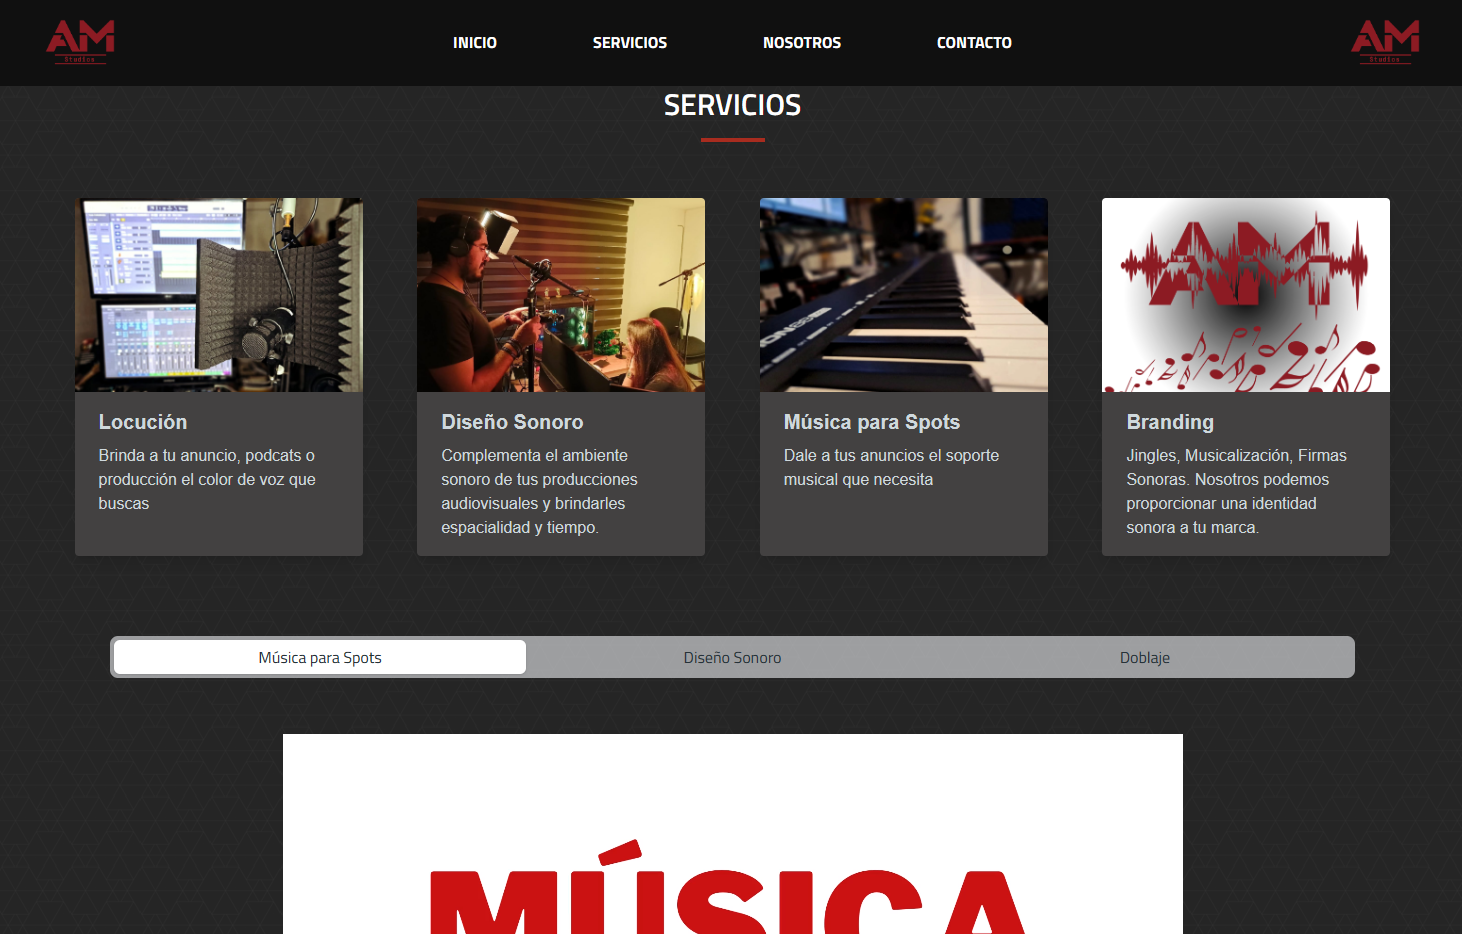 AM
Studios
INICIO
SERVICIOS
NOSOTROS
CONTACTO
AM
Studios
SERVICIOS
AM
Locución
Brinda a tu anuncio, podcats o
producción el color de voz que
buscas
Diseño Sonoro
Complementa el ambiente
sonoro de tus producciones
audiovisuales y brindarles
espacialidad y tiempo.
Música para Spots
Dale a tus anuncios el soporte
musical que necesita
Branding
Jingles, Musicalización, Firmas
Sonoras. Nosotros podemos
proporcionar una identidad
sonora a tu marca.
Música para Spots
Diseño Sonoro
Doblaje
MÚSICA